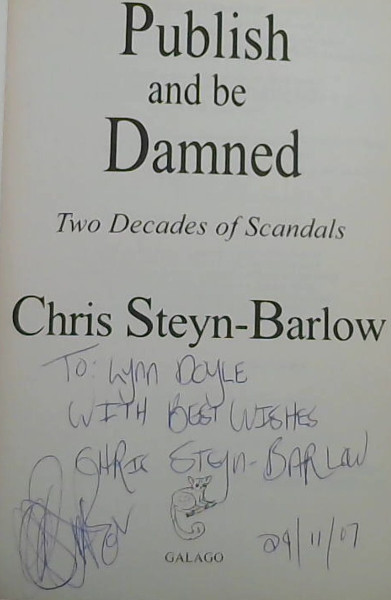 Publish
and be
Damned
Two Decades of Scandals
Chris Steyn-Barlow
TO: LYNN DOYLE
WITH BEST WISHES
CHRIS STEYN-BARLOW
GALAGO
29/11/07